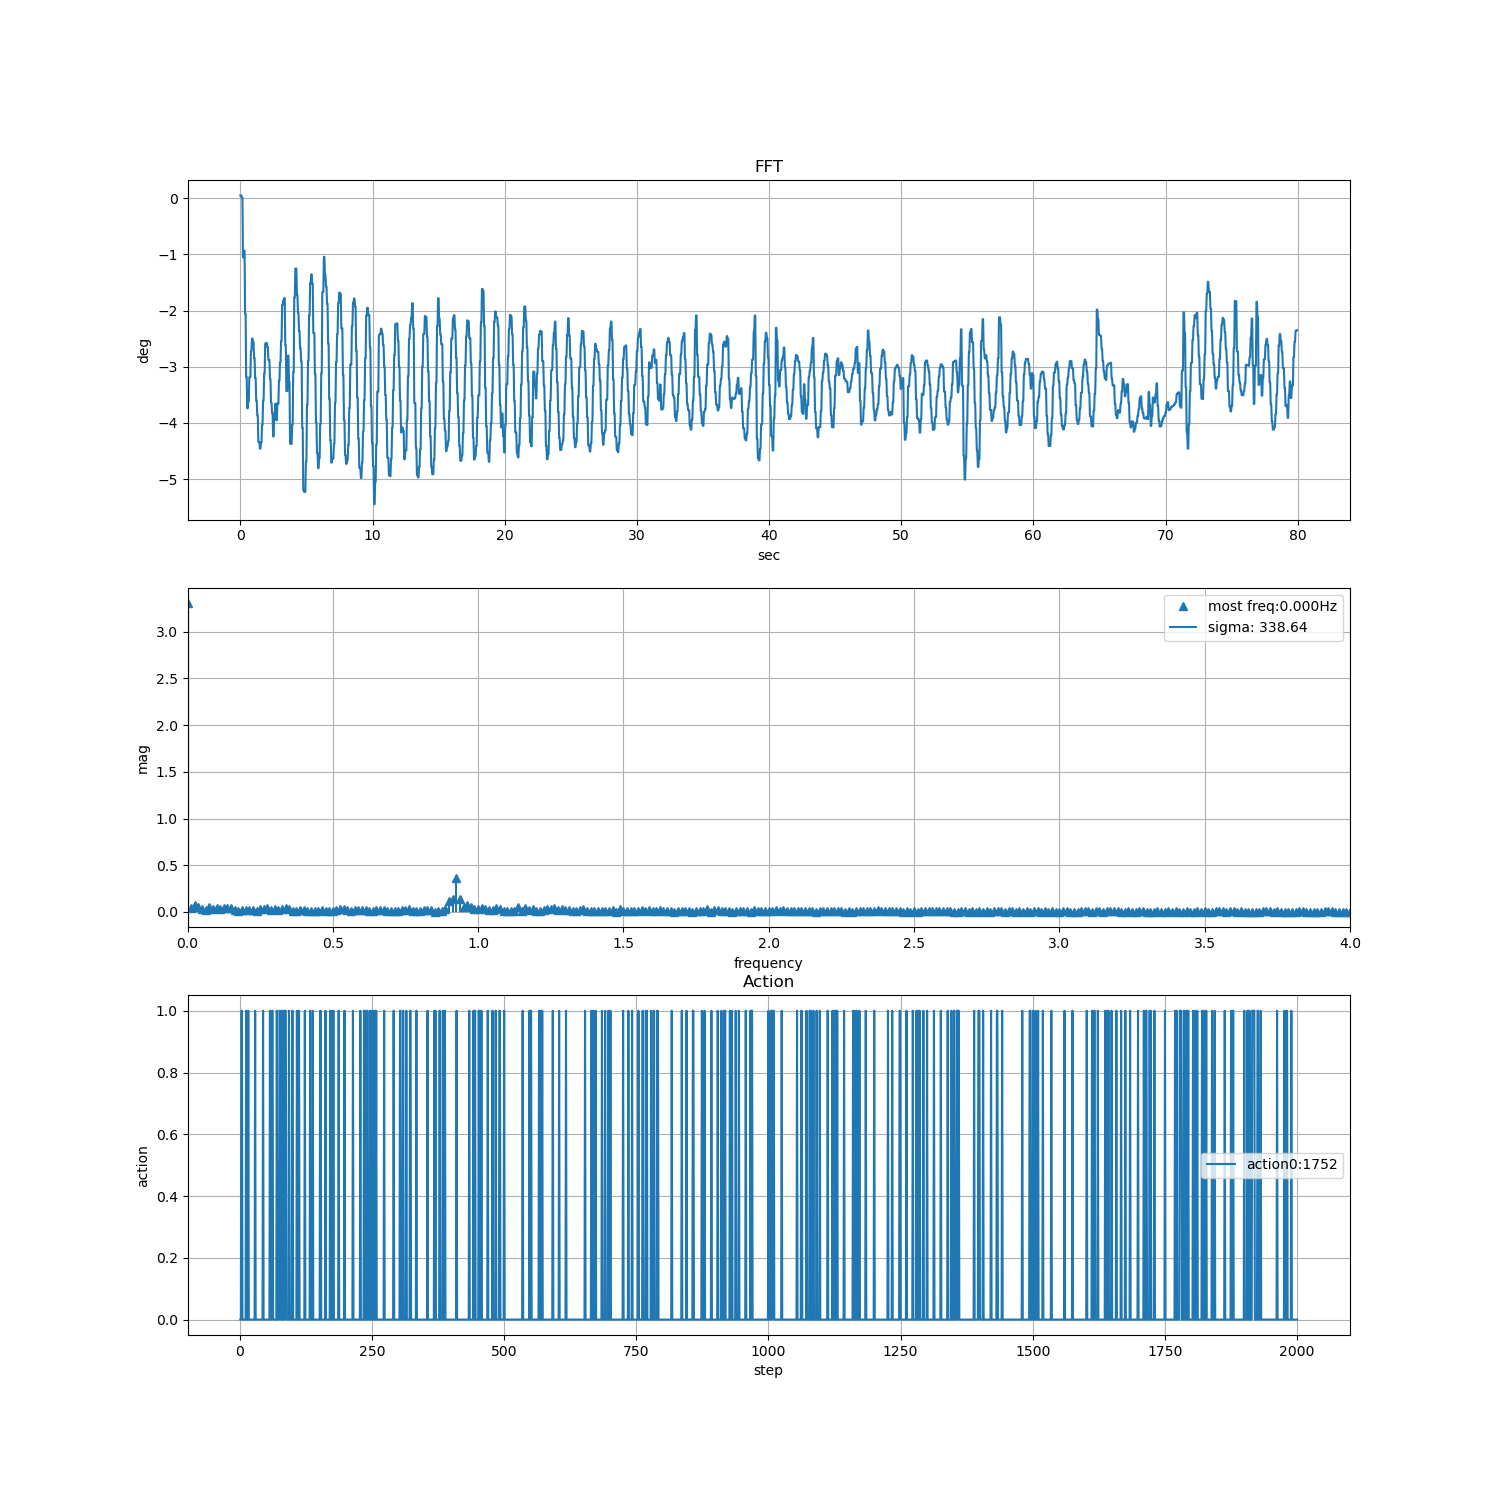 FFT
0
−1
−2
−3
−4
−5
deg
0 10 20 30 40 50 60 70 80
sec
most freq:0.000Hz
sigma: 338.64
3.0
2.5
2.0
1.5
1.0
0.5
0.0
mag
0.0 0.5 1.0 1.5 2.0 2.5 3.0 3.5 4.0
frequency
Action
1.0
0.8
0.6
0.4
0.2
0.0
action
action0:1752
0 250 500 750 1000 1250 1500 1750 2000
step